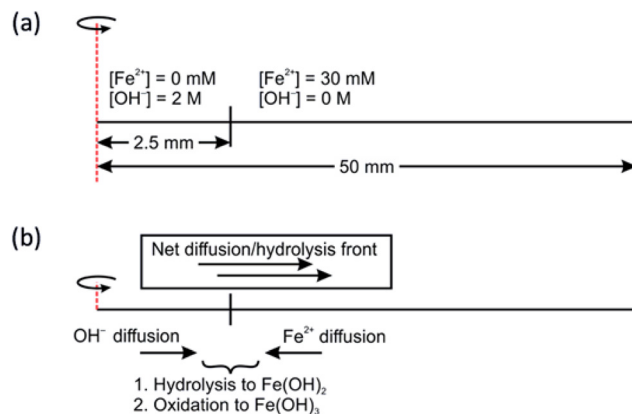 (a)
[Fe²⁺] = 0 mM
[OH⁻] = 2 M
[Fe²⁺] = 30 mM
[OH⁻] = 0 M
2.5 mm
50 mm
(b)
Net diffusion/hydrolysis front
OH⁻ diffusion
Fe²⁺ diffusion
1. Hydrolysis to Fe(OH)₂
2. Oxidation to Fe(OH)₃